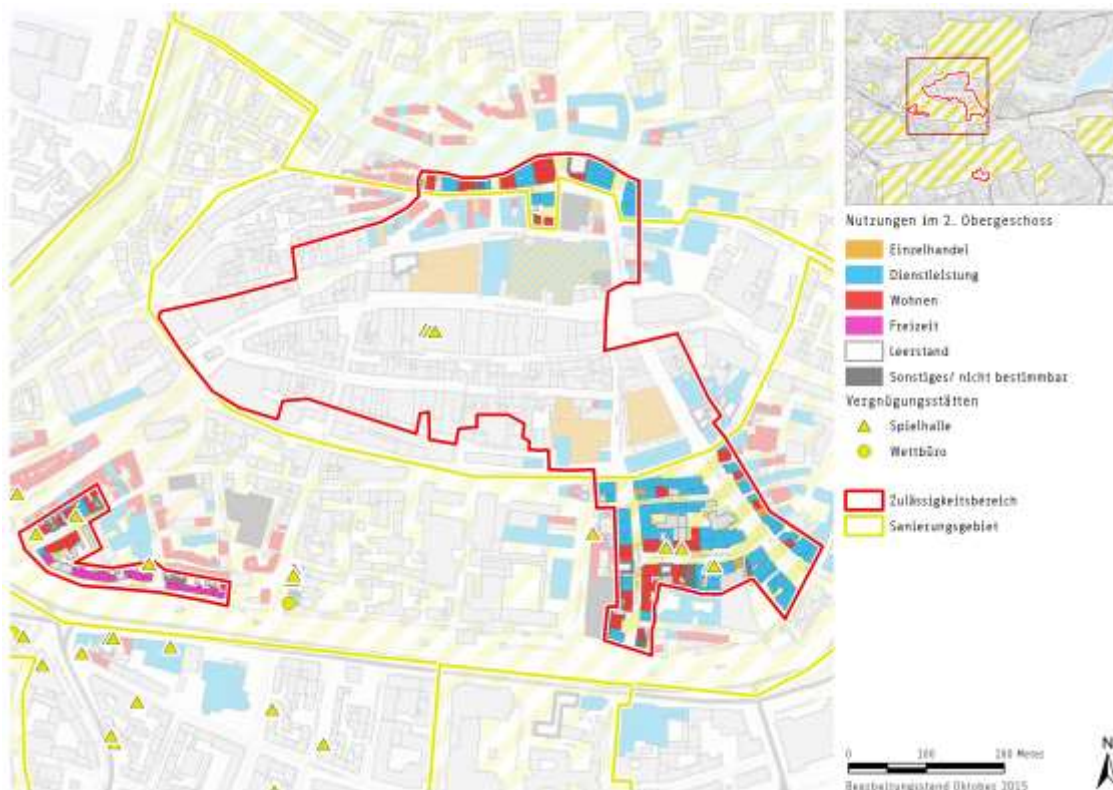 Nutzungen im 2. Obergeschoss
Einzelhandel
Dienstleistung
Wohnen
Freizeit
Leerstand
Sonstiges/ nicht bestimmbar
Vergnügungsstätten
Spielhalle
Wettbüro
Zulässigkeitsbereich
Sanierungsgebiet
N
0 100 200 Meter
Bearbeitungsstand Oktober 2015